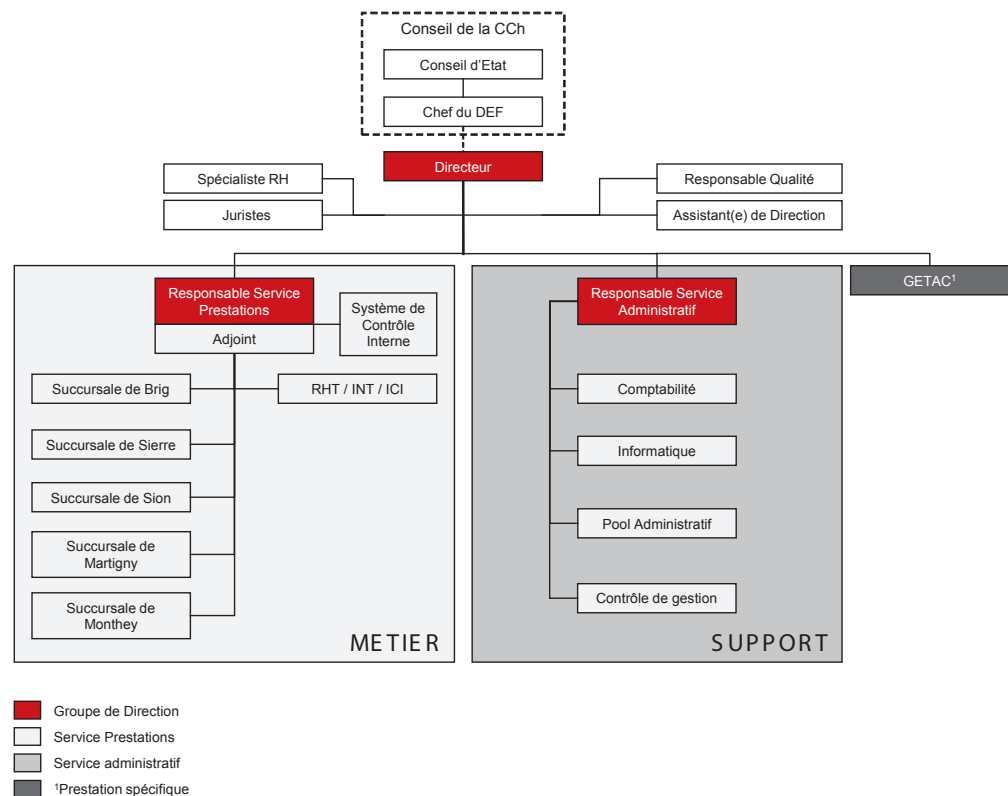 Conseil de la CCh
Conseil d'Etat
Chef du DEF
Directeur
Spécialiste RH
Responsable Qualité
Juristes
Assistant(e) de Direction
Responsable Service
Prestations
Adjoint
Système de
Contrôle
Interne
Succursale de Brig
RHT / INT / ICI
Succursale de Sierre
Succursale de Sion
Succursale de
Martigny
Succursale de
Monthey
METIER
Responsable Service
Administratif
Comptabilité
Informatique
Pool Administratif
Contrôle de gestion
SUPPORT
GETAC¹
Groupe de Direction
Service Prestations
Service administratif
¹Prestation spécifique